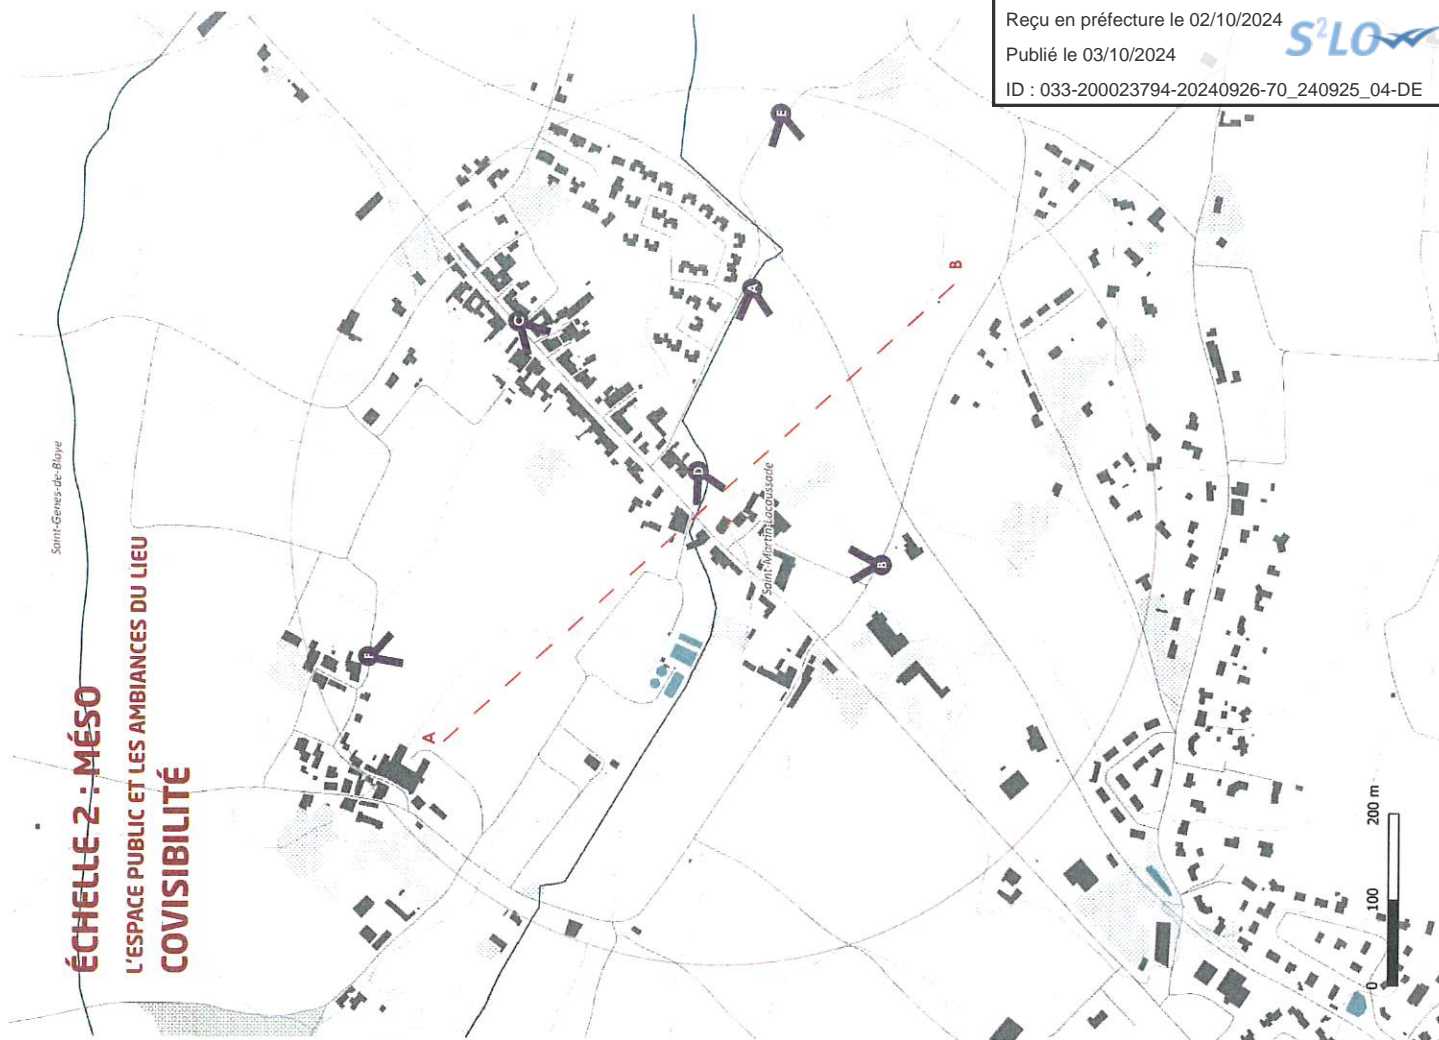 Reçu en préfecture le 02/10/2024
Publié le 03/10/2024
ID : 033-200023794-20240926-70_240925_04-DE
S²LO
ÉCHELLE 2 : MÉSO
L'ESPACE PUBLIC ET LES AMBIANCES DU LIEU
COVISIBILITÉ
Saint-Genes-de-Blaye
Saint-Martin-Lacaussade
A
B
A
B
C
D
E
F
0 100 200 m